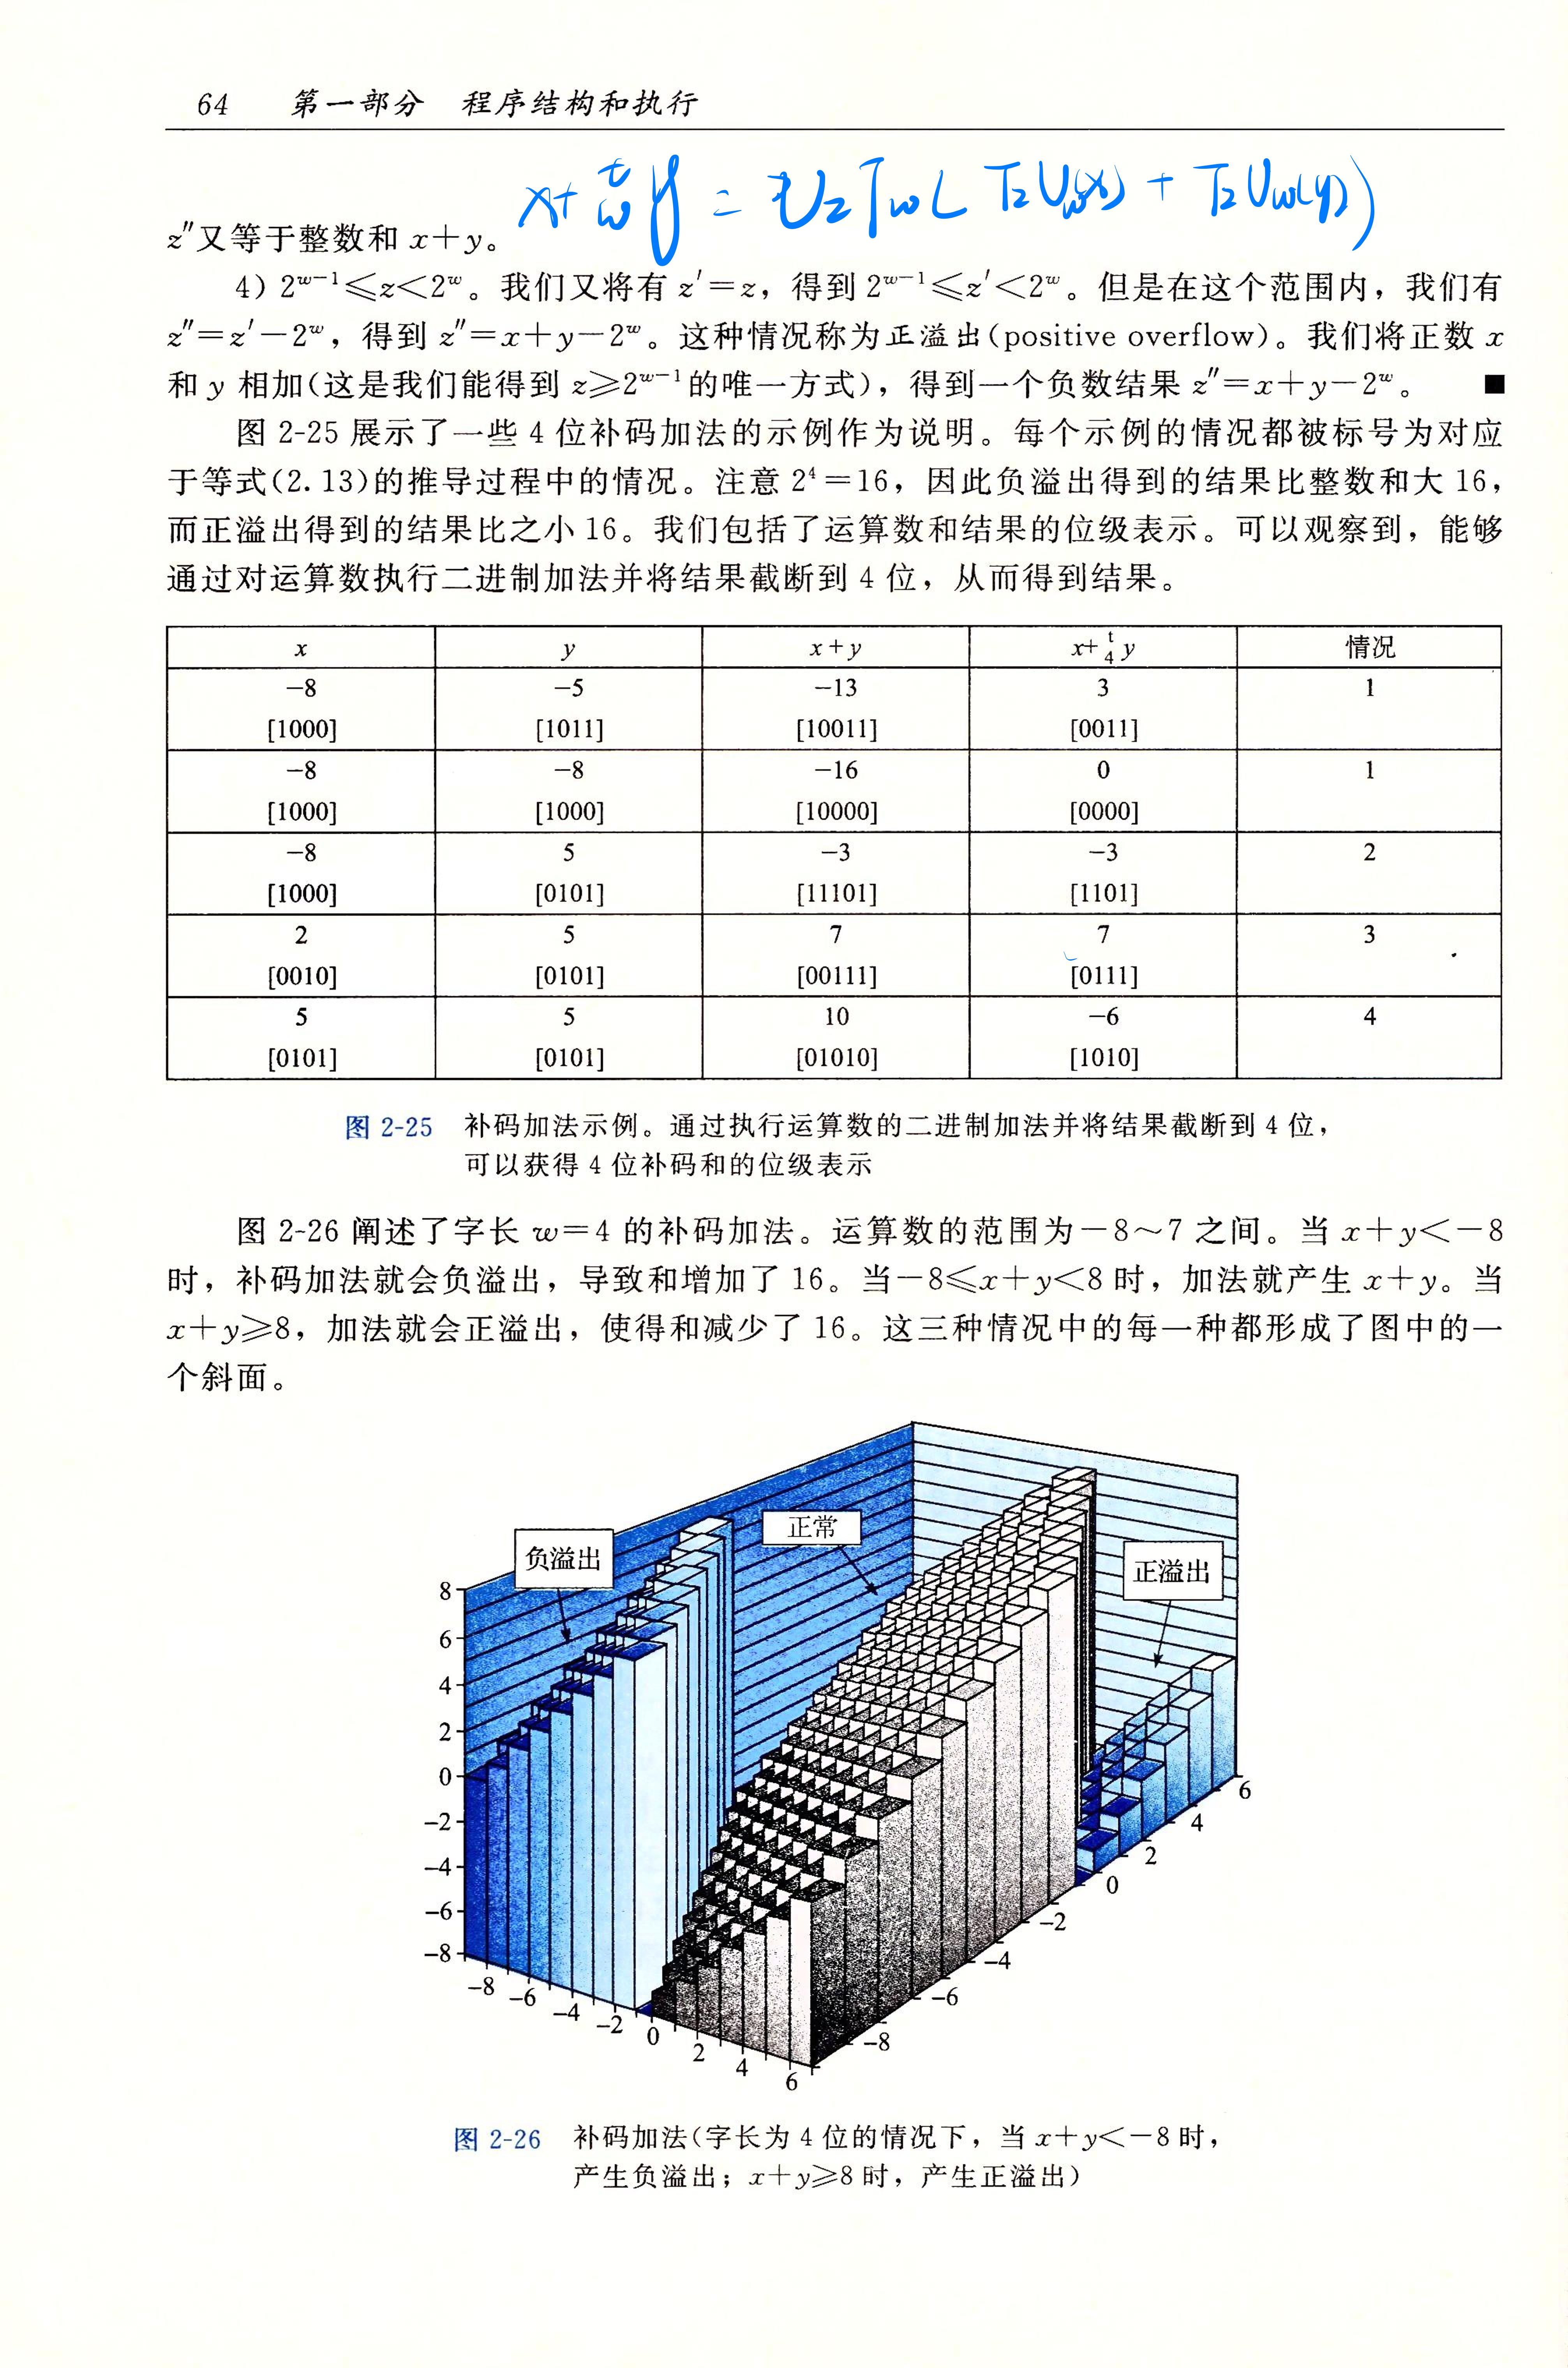 64 第一部分 程序结构和执行
x+ᵗ_w y = U2T_w( T2U_w(x) + T2U_w(y))
z″又等于整数和 x+y。
4) 2ʷ⁻¹≤z<2ʷ。我们又将有 z′=z，得到 2ʷ⁻¹≤z′<2ʷ。但是在这个范围内，我们有
z″=z′−2ʷ，得到 z″=x+y−2ʷ。这种情况称为正溢出(positive overflow)。我们将正数 x
和 y 相加(这是我们能得到 z≥2ʷ⁻¹的唯一方式)，得到一个负数结果 z″=x+y−2ʷ。 ■
图 2-25 展示了一些 4 位补码加法的示例作为说明。每个示例的情况都被标号为对应
于等式(2.13)的推导过程中的情况。注意 2⁴=16，因此负溢出得到的结果比整数和大 16，
而正溢出得到的结果比之小 16。我们包括了运算数和结果的位级表示。可以观察到，能够
通过对运算数执行二进制加法并将结果截断到 4 位，从而得到结果。
x y x+y x+ᵗ₄y 情况
−8 −5 −13 3 1
[1000] [1011] [10011] [0011]
−8 −8 −16 0 1
[1000] [1000] [10000] [0000]
−8 5 −3 −3 2
[1000] [0101] [11101] [1101]
2 5 7 7 3
[0010] [0101] [00111] [0111]
5 5 10 −6 4
[0101] [0101] [01010] [1010]
图 2-25 补码加法示例。通过执行运算数的二进制加法并将结果截断到 4 位，
可以获得 4 位补码和的位级表示
图 2-26 阐述了字长 w=4 的补码加法。运算数的范围为−8～7 之间。当 x+y<−8
时，补码加法就会负溢出，导致和增加了 16。当−8≤x+y<8 时，加法就产生 x+y。当
x+y≥8，加法就会正溢出，使得和减少了 16。这三种情况中的每一种都形成了图中的一
个斜面。
负溢出
正常
正溢出
8
6
4
2
0
−2
−4
−6
−8
−8 −6 −4 −2 0 2 4 6
−8 −6 −4 −2 0 2 4 6
图 2-26 补码加法(字长为 4 位的情况下，当 x+y<−8 时，
产生负溢出；x+y≥8 时，产生正溢出)